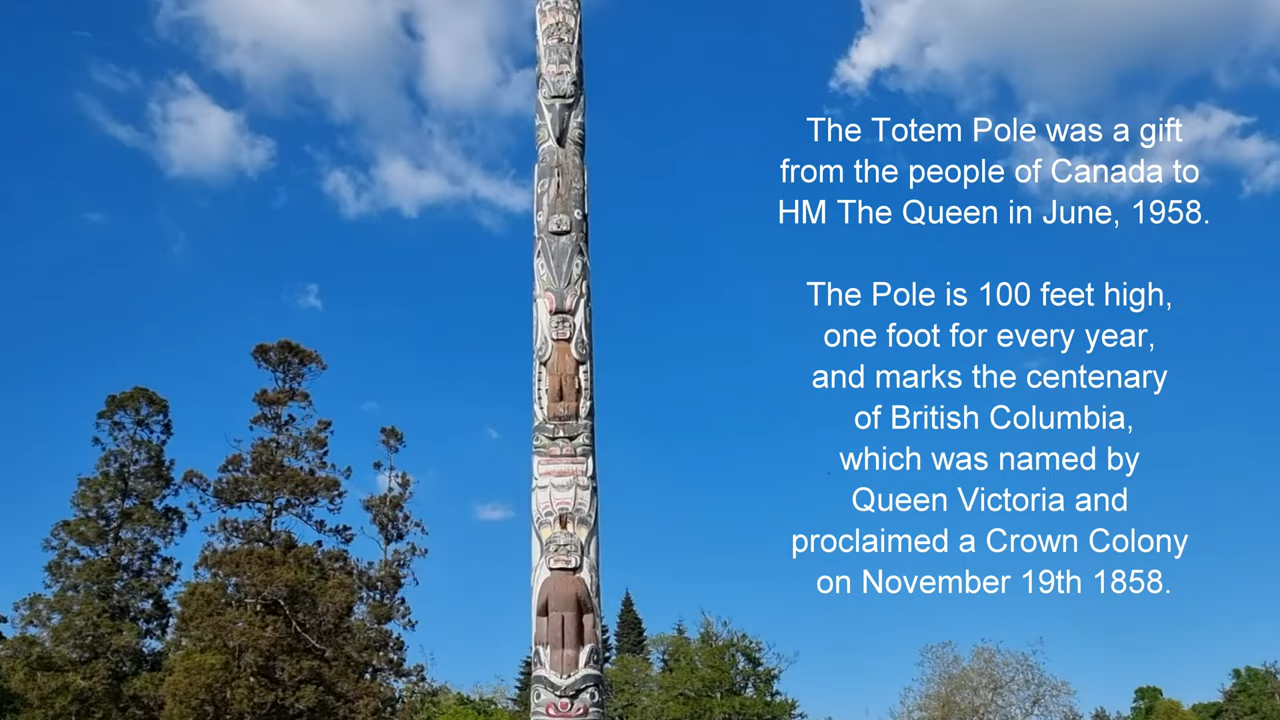 The Totem Pole was a gift
from the people of Canada to
HM The Queen in June, 1958.
The Pole is 100 feet high,
one foot for every year,
and marks the centenary
of British Columbia,
which was named by
Queen Victoria and
proclaimed a Crown Colony
on November 19th 1858.